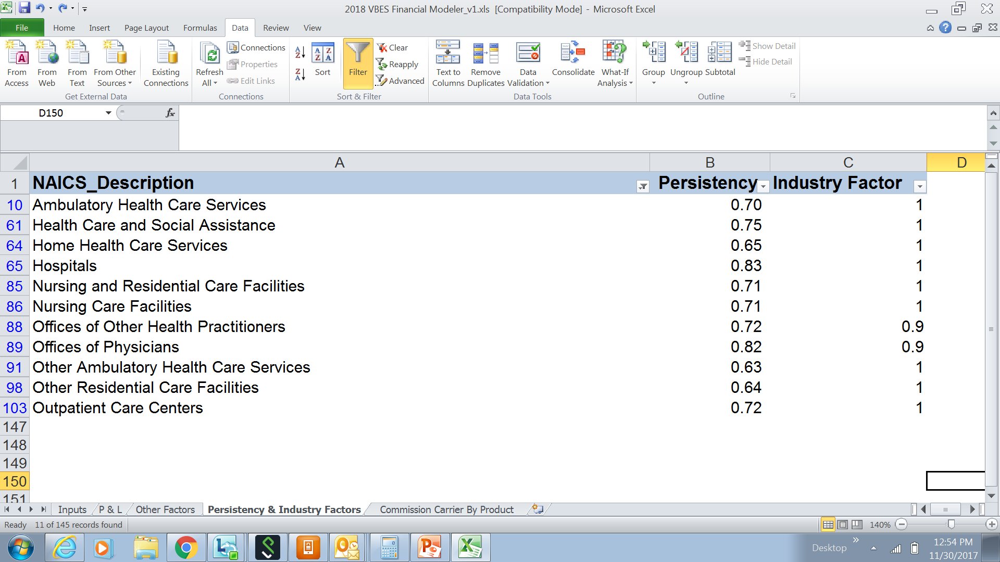 2018 VBES Financial Modeler_v1.xls [Compatibility Mode] - Microsoft Excel
File Home Insert Page Layout Formulas Data Review View
From Access
From Web
From Text
From Other Sources
Existing Connections
Get External Data
Refresh All
Connections
Properties
Edit Links
Connections
Sort
Filter
Clear
Reapply
Advanced
Sort & Filter
Text to Columns
Remove Duplicates
Data Validation
Consolidate
What-If Analysis
Data Tools
Group
Ungroup
Subtotal
Show Detail
Hide Detail
Outline
D150 fx
A B C D
1 NAICS_Description Persistency Industry Factor
10 Ambulatory Health Care Services 0.70 1
61 Health Care and Social Assistance 0.75 1
64 Home Health Care Services 0.65 1
65 Hospitals 0.83 1
85 Nursing and Residential Care Facilities 0.71 1
86 Nursing Care Facilities 0.71 1
88 Offices of Other Health Practitioners 0.72 0.9
89 Offices of Physicians 0.82 0.9
91 Other Ambulatory Health Care Services 0.63 1
98 Other Residential Care Facilities 0.64 1
103 Outpatient Care Centers 0.72 1
147
148
149
150
151
Inputs P & L Other Factors Persistency & Industry Factors Commission Carrier By Product
Ready 11 of 145 records found 140%
Desktop 12:54 PM
11/30/2017